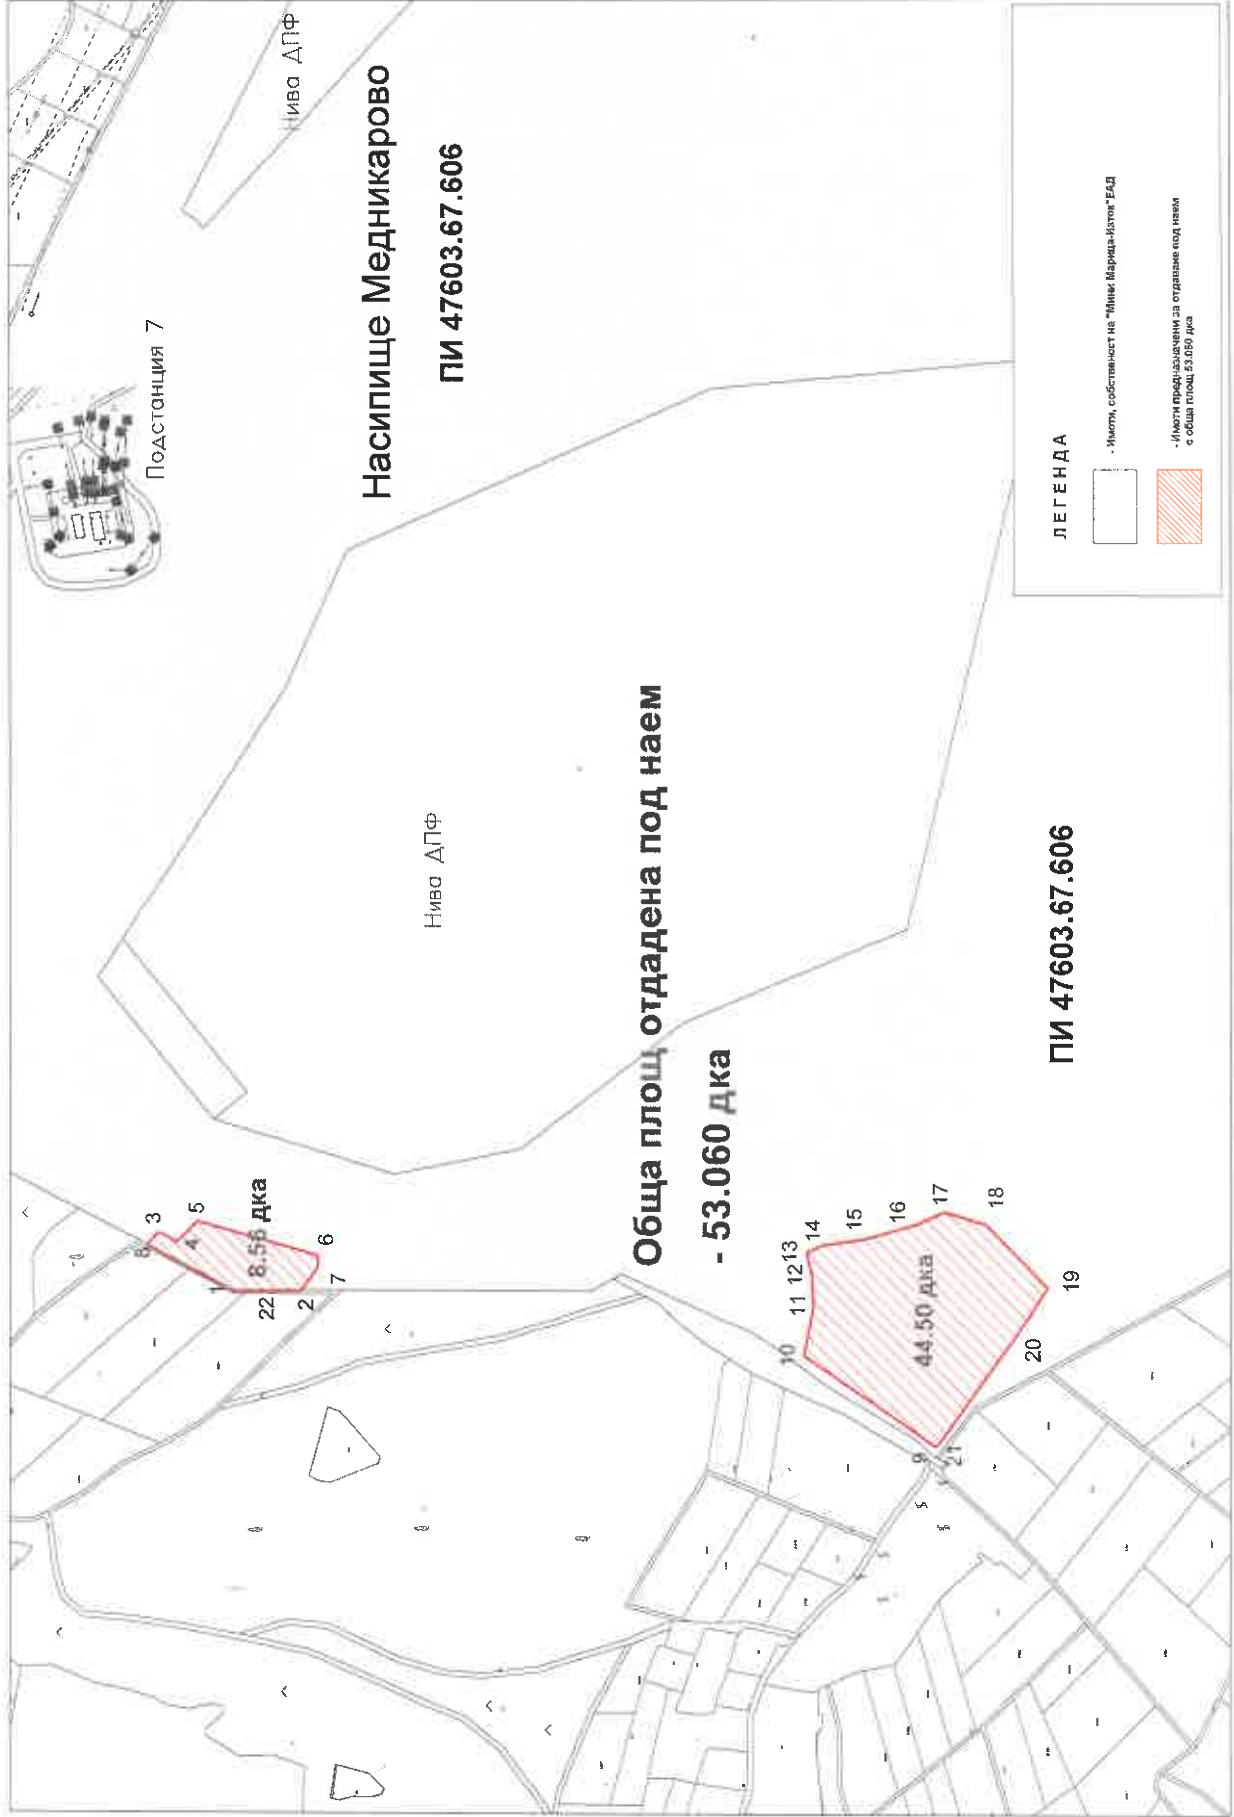 Подстанция 7
Нива ДПФ
Насипище Медникарово
ПИ 47603.67.606
Нива ДПФ
Обща площ отдадена под наем
- 53.060 дка
8
3
4
5
8.56 дка
1
22
2
7
6
10
11
12
13
14
15
16
17
18
19
20
21
9
44.50 дка
ПИ 47603.67.606
ЛЕГЕНДА
- Имоти, собственост на "Мини Марица-Изток" ЕАД
- Имоти предназначени за отдаване под наем
с обща площ 53.060 дка